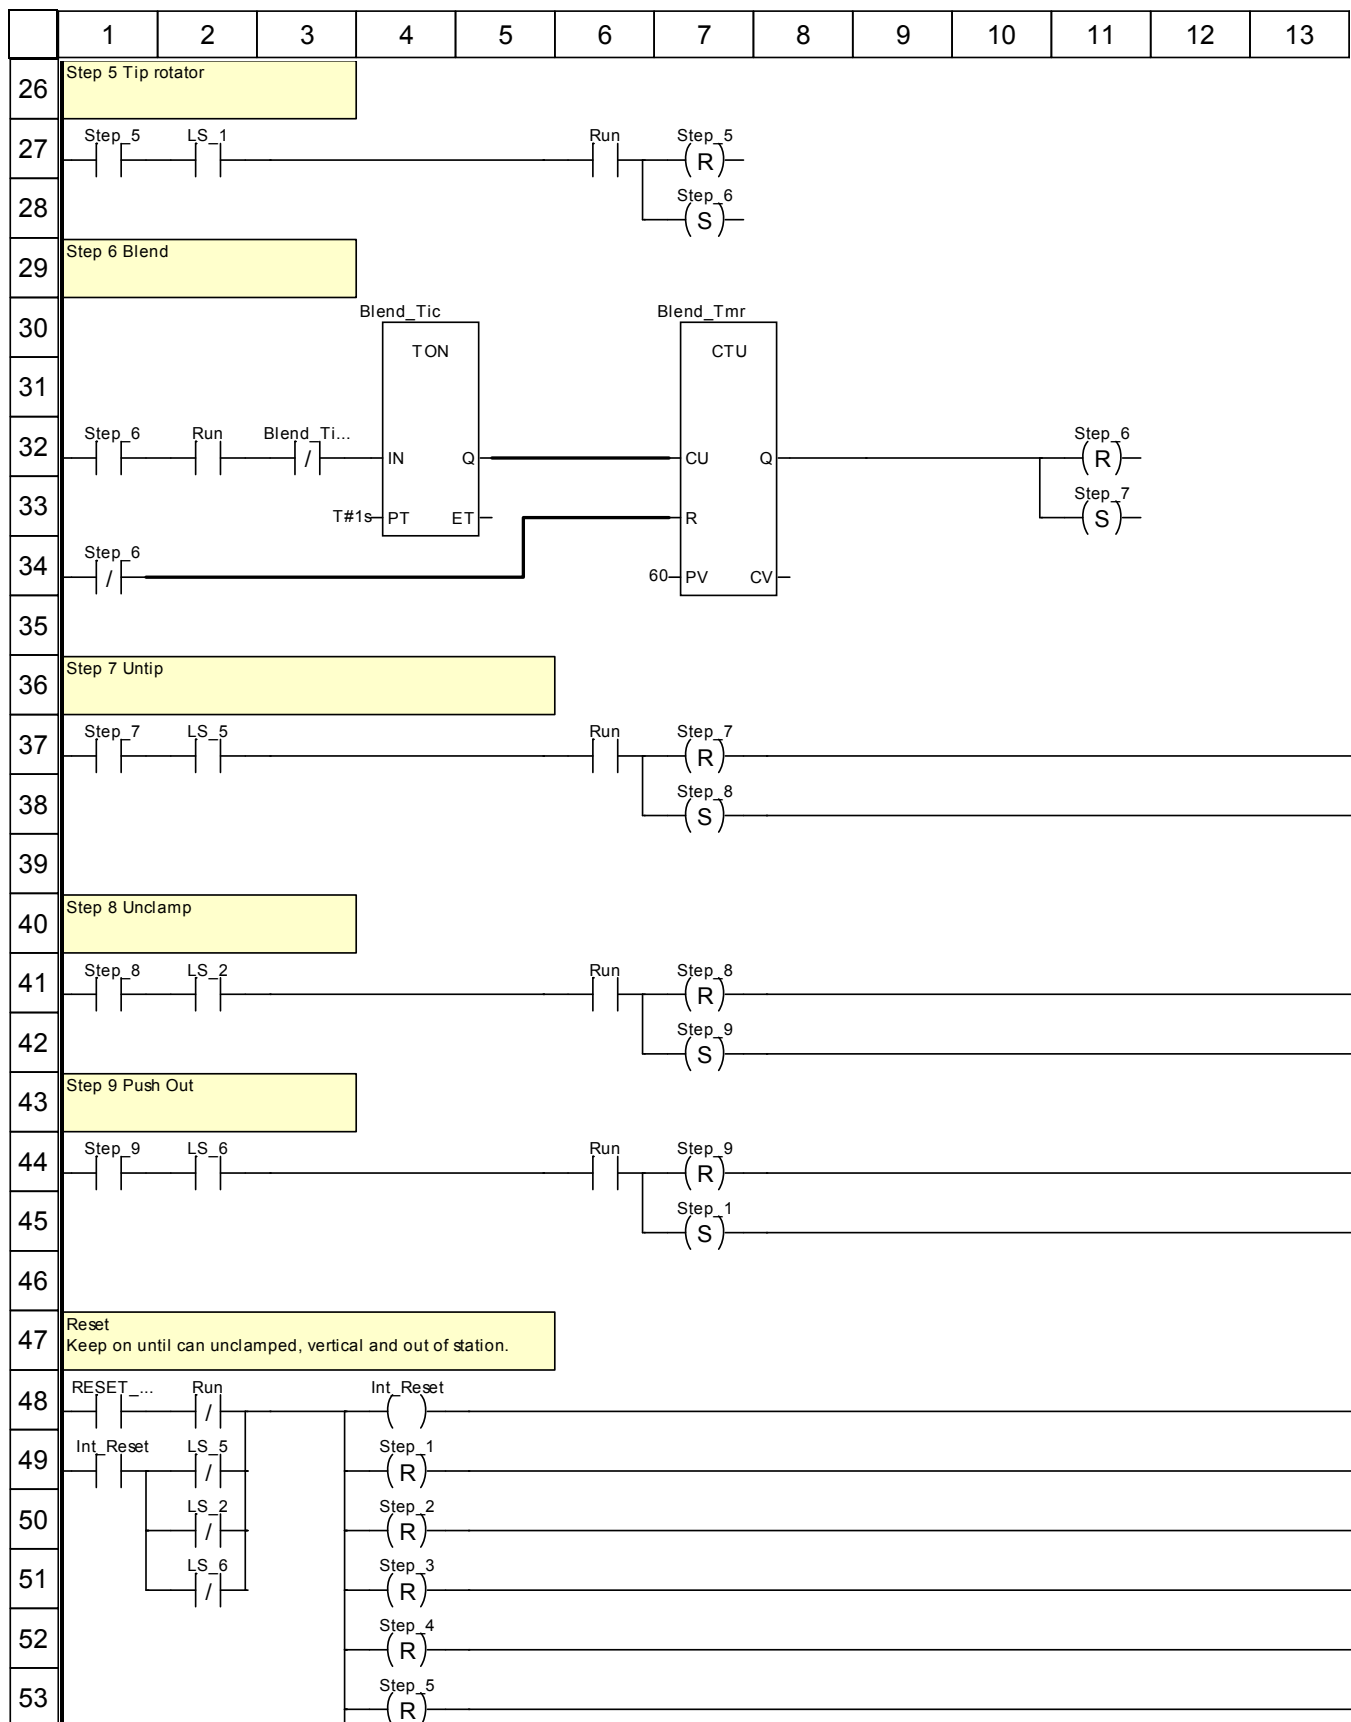 1 2 3 4 5 6 7 8 9 10 11 12 13
26 Step 5 Tip rotator
Step_5 LS_1 Run Step_5
27 R
Step_6
28 S
29 Step 6 Blend
Blend_Tic Blend_Tmr
30 TON CTU
31
Step_6 Run Blend_Ti... Step_6
32 / IN Q CU Q R
Step_7
33 T#1s PT ET R S
Step_6
34 / 60 PV CV
35
36 Step 7 Untip
Step_7 LS_5 Run Step_7
37 R
Step_8
38 S
39
40 Step 8 Unclamp
Step_8 LS_2 Run Step_8
41 R
Step_9
42 S
43 Step 9 Push Out
Step_9 LS_6 Run Step_9
44 R
Step_1
45 S
46
Reset
47 Keep on until can unclamped, vertical and out of station.
RESET_... Run Int_Reset
48 /
Int_Reset LS_5 Step_1
49 / R
LS_2 Step_2
50 / R
LS_6 Step_3
51 / R
Step_4
52 R
Step_5
53 R